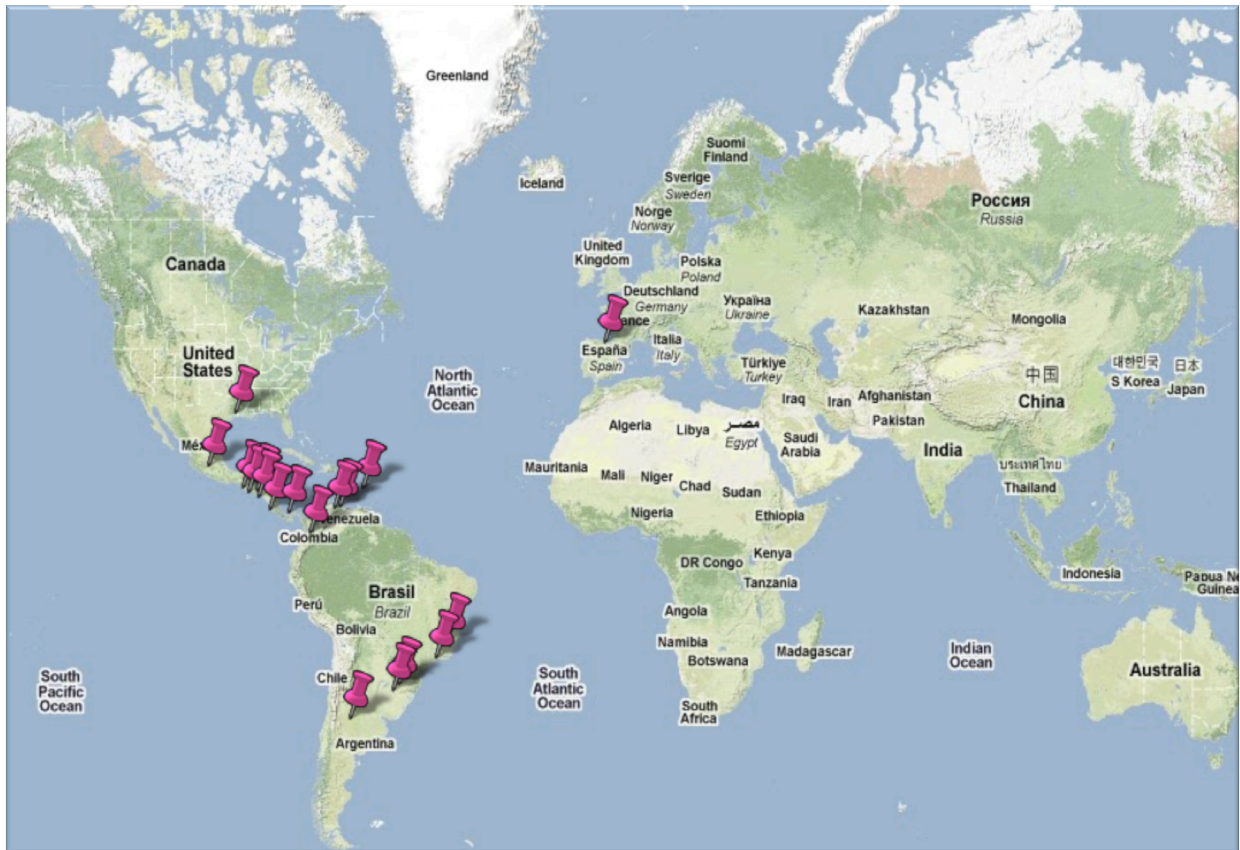 Greenland
Iceland
Suomi
Finland
Sverige
Sweden
Norge
Norway
Россия
Russia
Canada
United
Kingdom
Polska
Poland
Deutschland
Germany
Україна
Ukraine
Kazakhstan
Mongolia
España
Spain
Italia
Italy
Türkiye
Turkey
United
States
North
Atlantic
Ocean
대한민국
S Korea
日本
Japan
中国
China
Iraq
Iran
Afghanistan
Pakistan
Algeria
Libya
مصر
Egypt
Saudi
Arabia
India
Mauritania
Mali
Niger
Chad
Sudan
ประเทศไทย
Thailand
Nigeria
Ethiopia
Colombia
DR Congo
Kenya
Tanzania
Indonesia
Papua
Guinea
Brasil
Brazil
Perú
Bolivia
Angola
Namibia
Botswana
Madagascar
Indian
Ocean
Australia
South
Pacific
Ocean
Chile
South
Atlantic
Ocean
South
Africa
Argentina